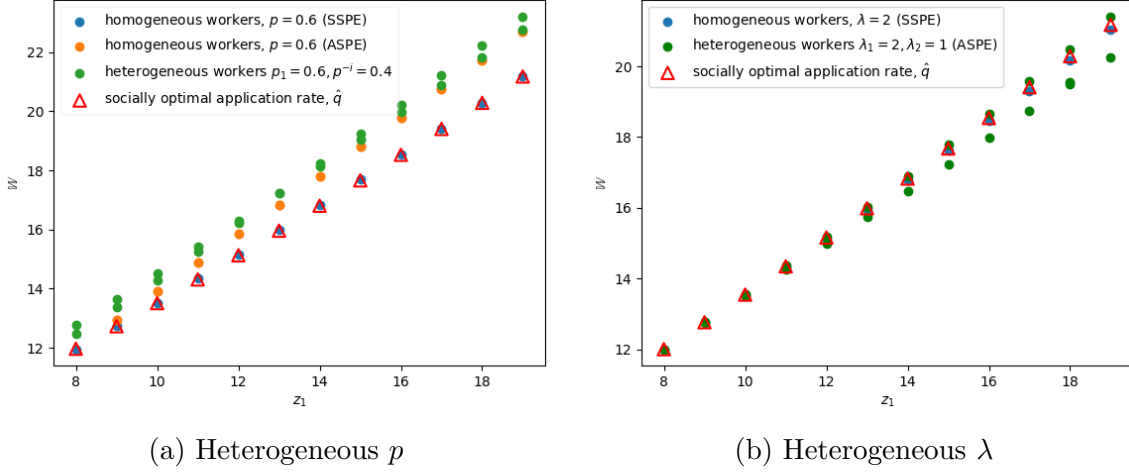 homogeneous workers, p = 0.6 (SSPE)
homogeneous workers, p = 0.6 (ASPE)
heterogeneous workers p₁ = 0.6, p⁻ⁱ = 0.4
socially optimal application rate, q̂
22
20
18
16
14
12
𝕎
8
10
12
14
16
18
z₁
(a) Heterogeneous p
homogeneous workers, λ = 2 (SSPE)
heterogeneous workers λ₁ = 2, λ₂ = 1 (ASPE)
socially optimal application rate, q̂
20
18
16
14
12
𝕎
8
10
12
14
16
18
z₁
(b) Heterogeneous λ